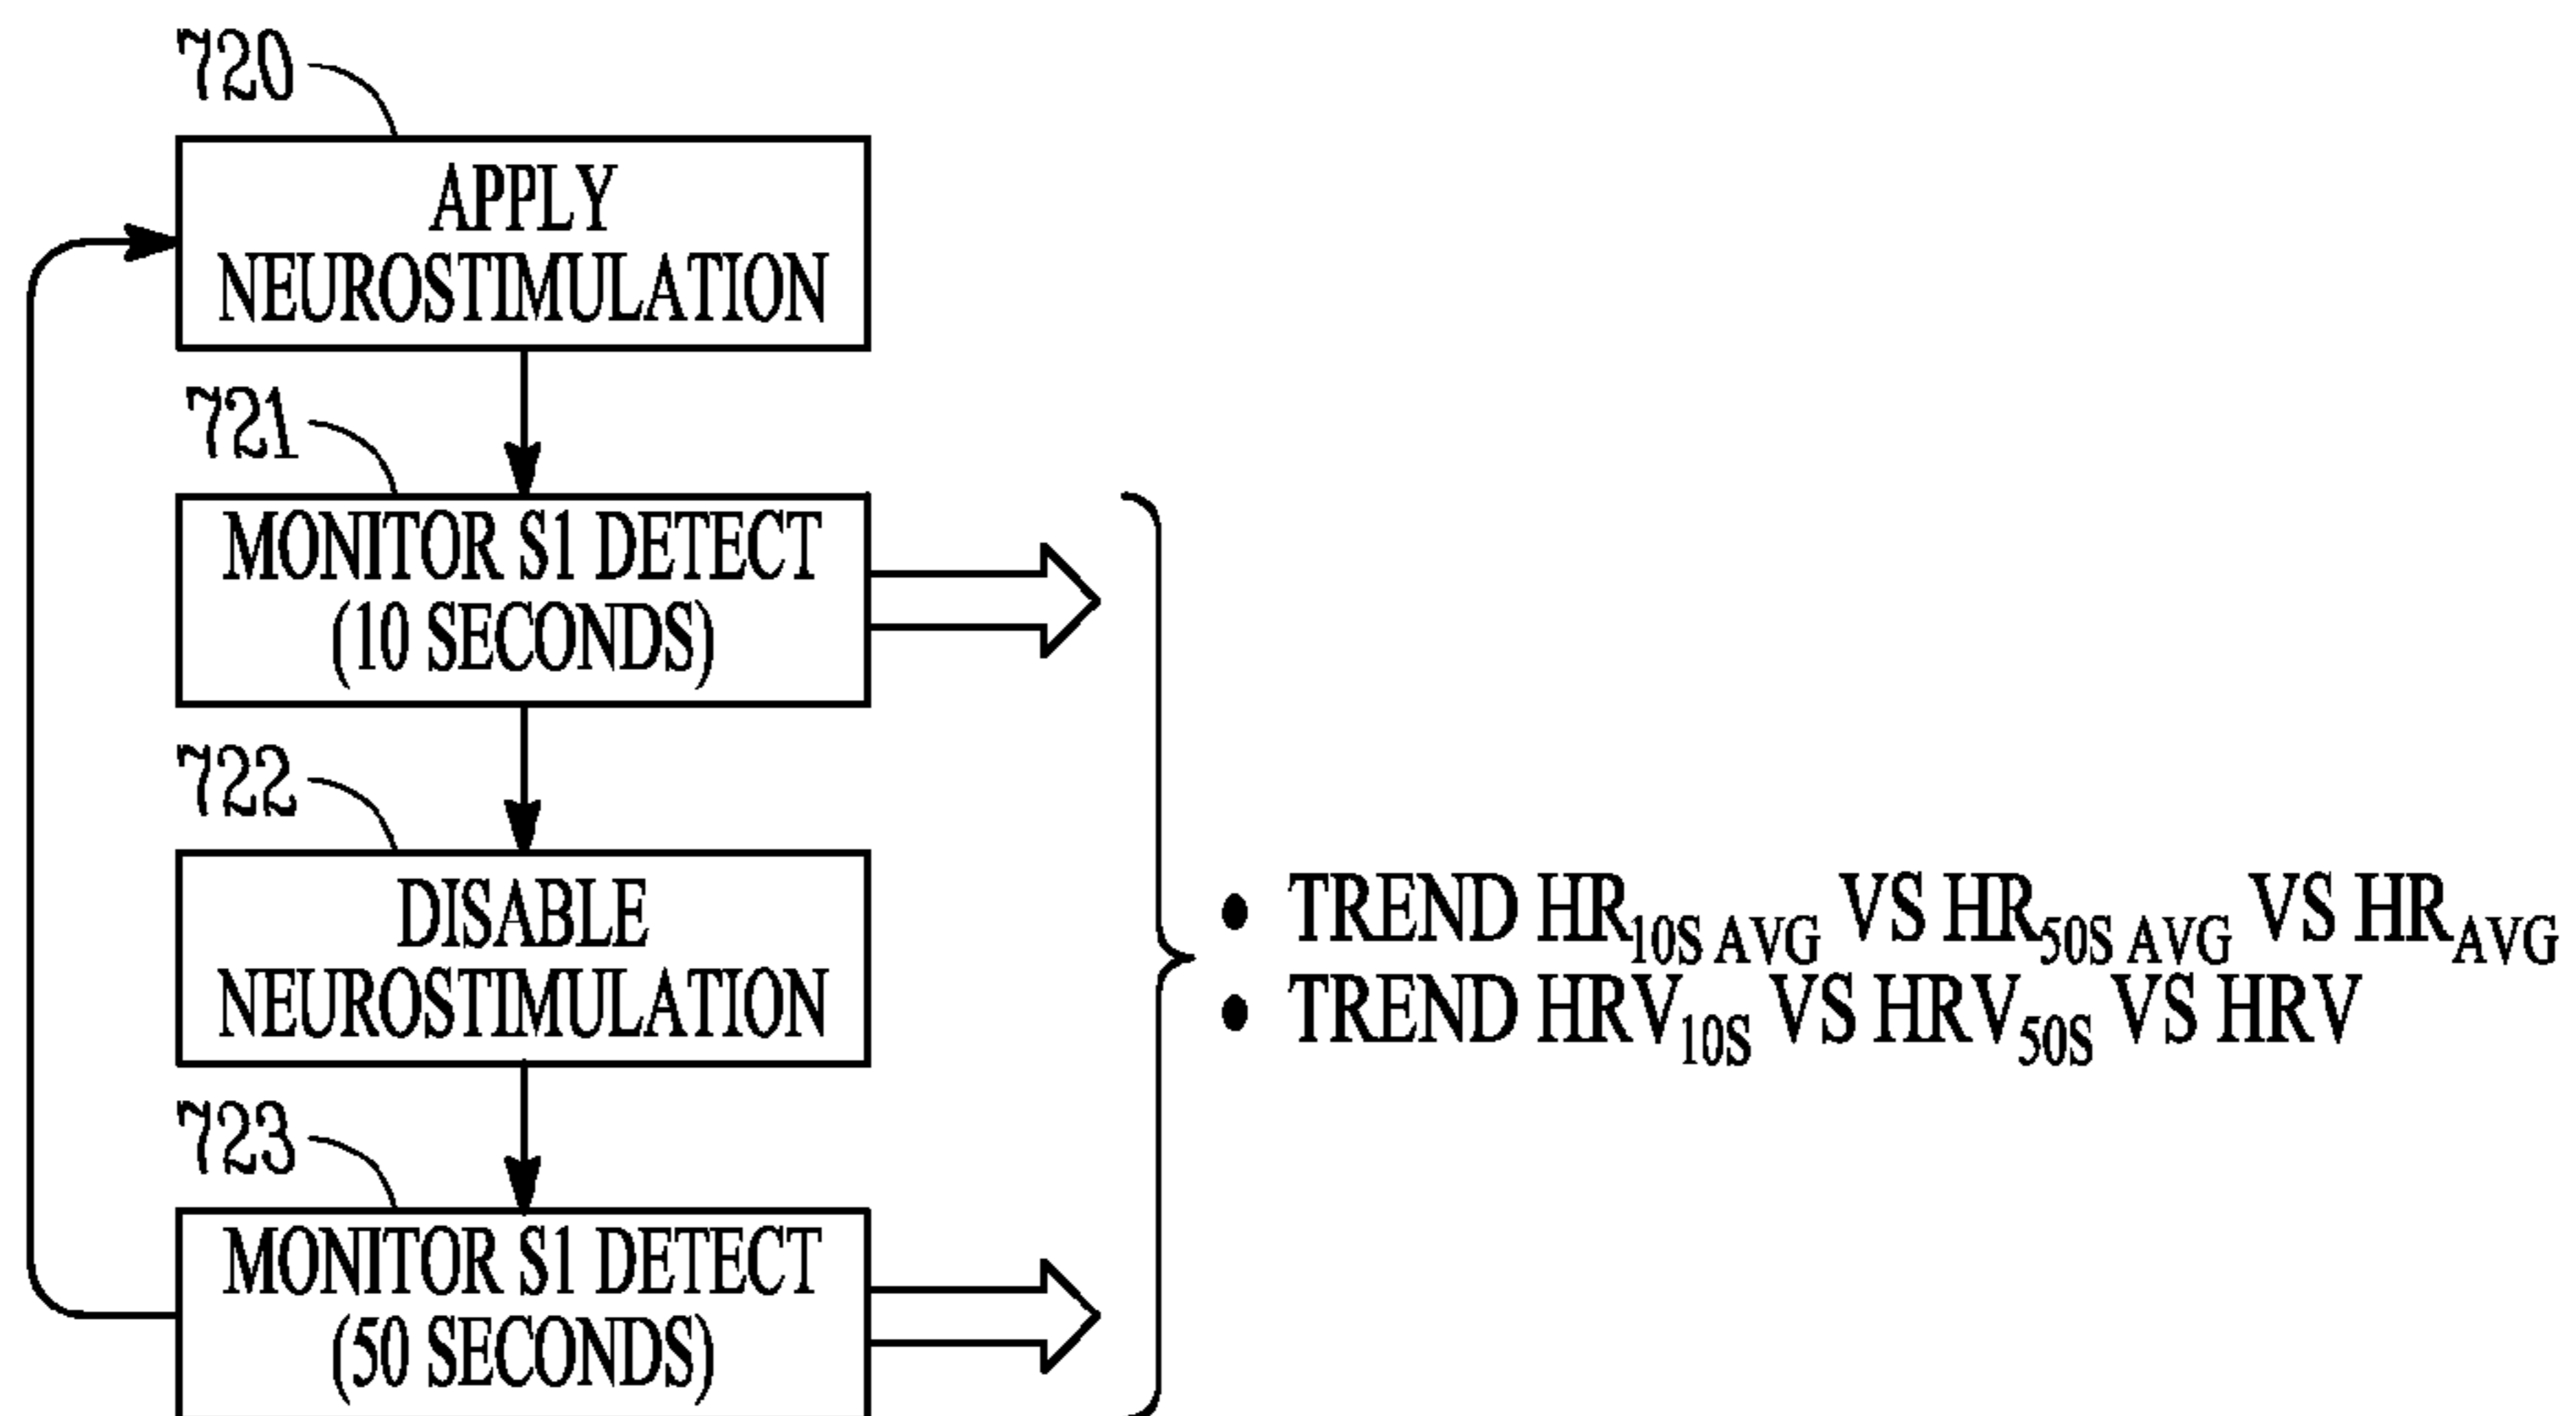 720
APPLY
NEUROSTIMULATION
721
MONITOR S1 DETECT
(10 SECONDS)
722
DISABLE
NEUROSTIMULATION
723
MONITOR S1 DETECT
(50 SECONDS)
• TREND HR10S AVG VS HR50S AVG VS HRAVG
• TREND HRV10S VS HRV50S VS HRV